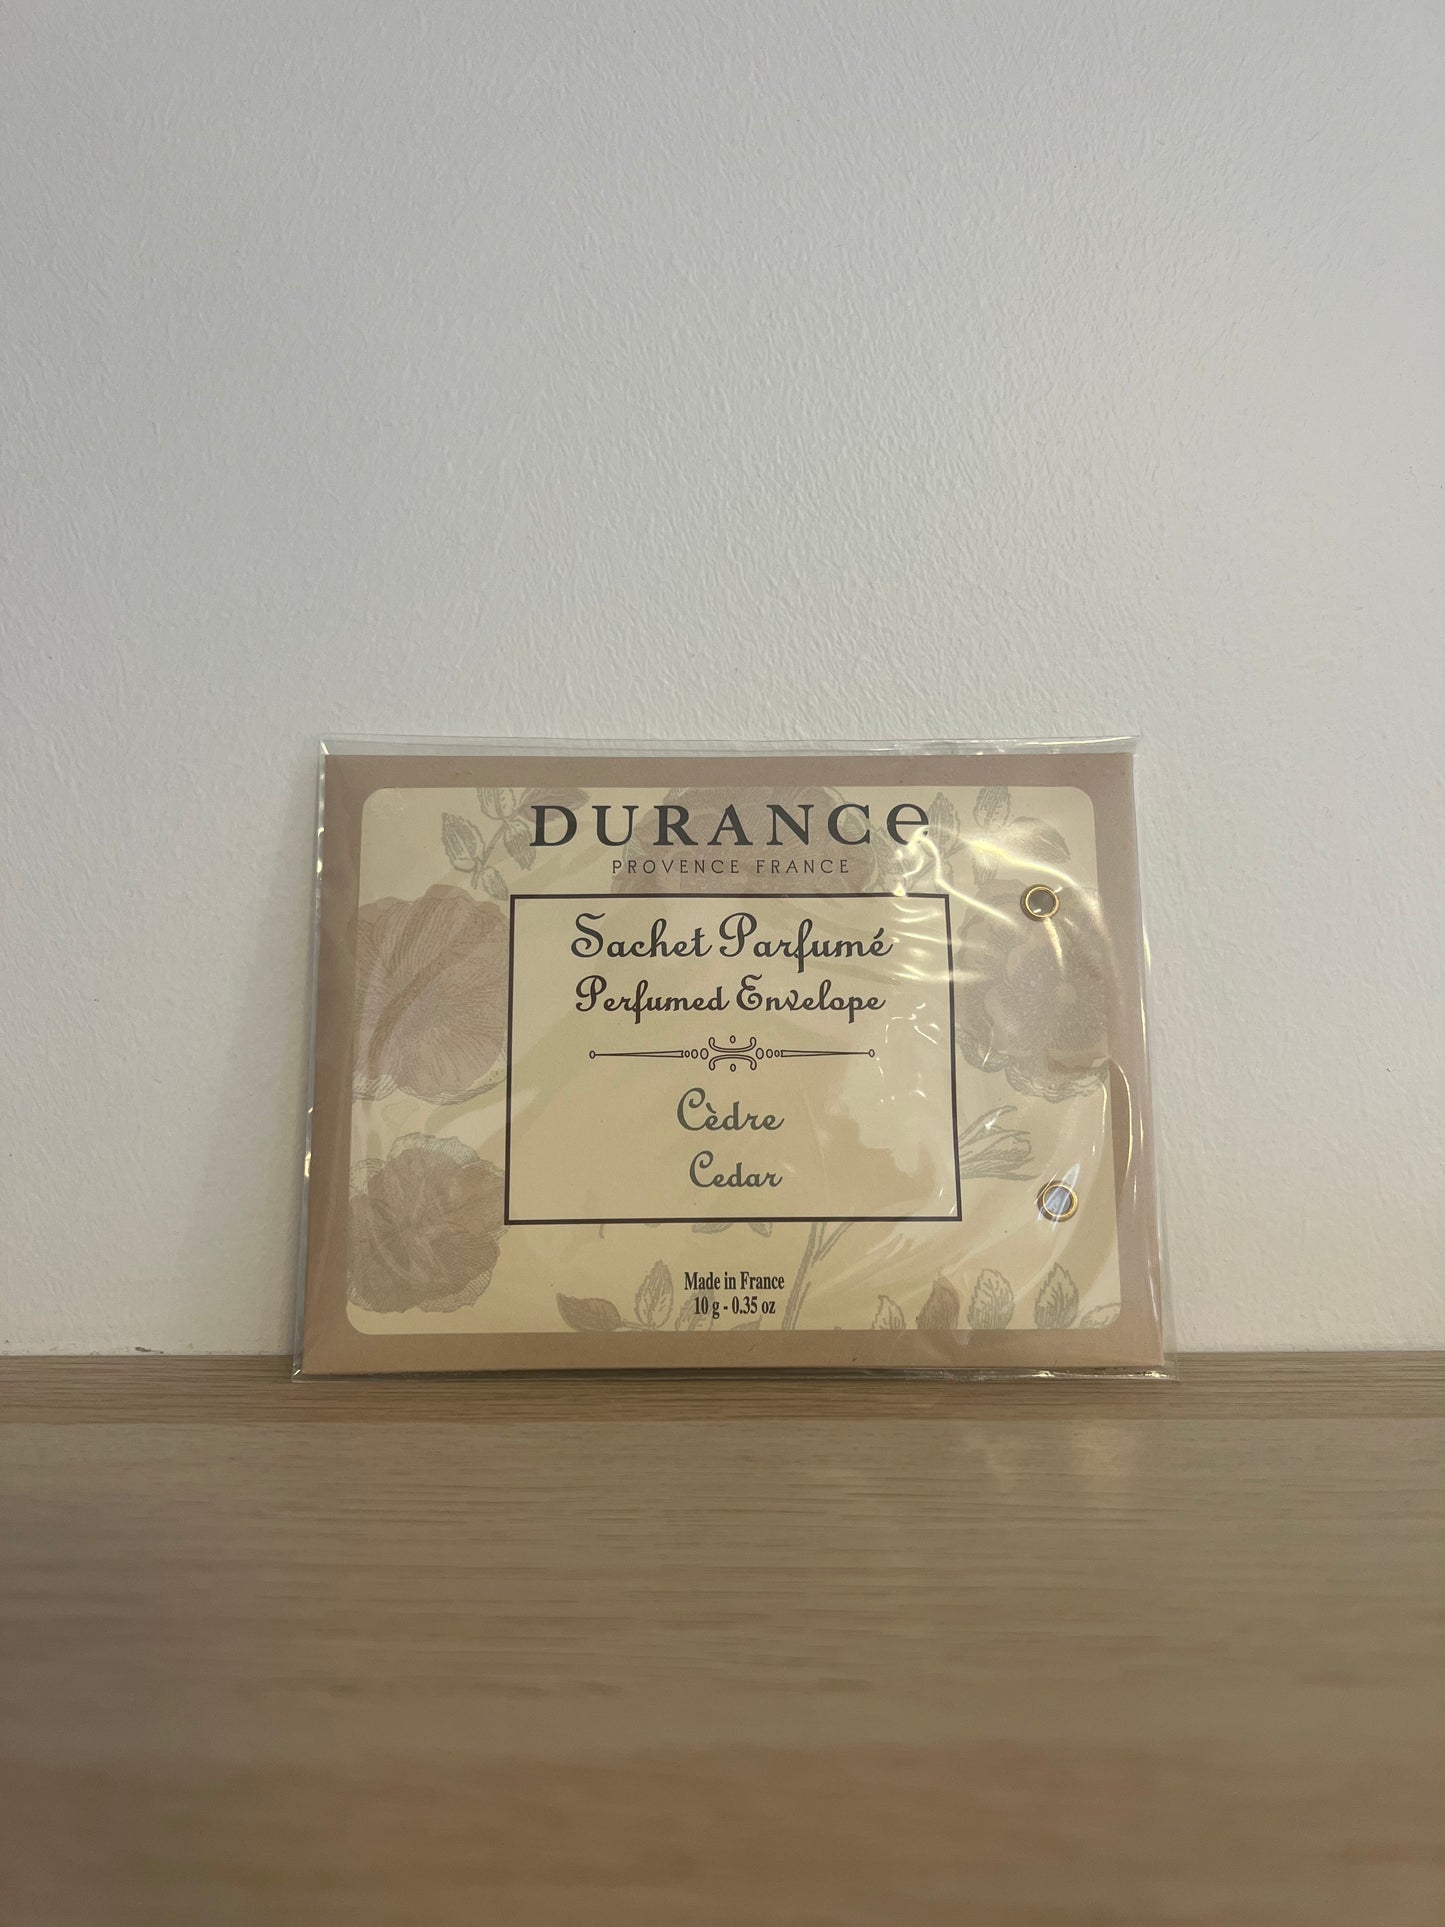 DURANCe
PROVENCE FRANCE
Sachet Parfumé
Perfumed Envelope
Cèdre
Cedar
Made in France
10 g - 0.35 oz